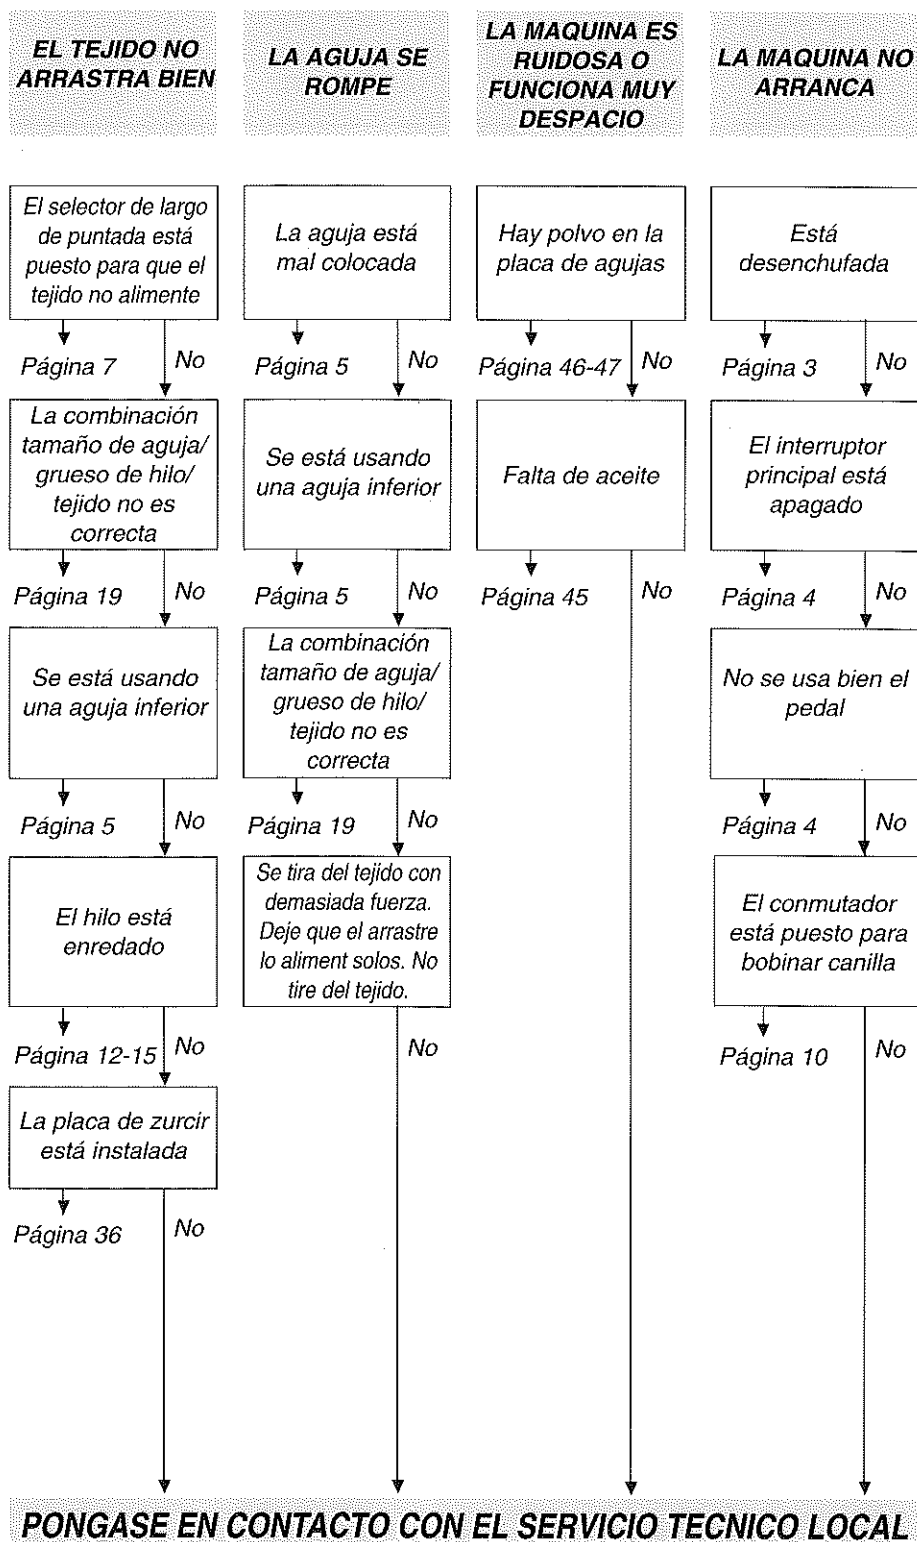 EL TEJIDO NO
ARRASTRA BIEN
El selector de largo
de puntada está
puesto para que el
tejido no alimente
Página 7
No
La combinación
tamaño de aguja/
grueso de hilo/
tejido no es
correcta
Página 19
No
Se está usando
una aguja inferior
Página 5
No
El hilo está
enredado
Página 12-15
No
La placa de zurcir
está instalada
Página 36
No
LA AGUJA SE
ROMPE
La aguja está
mal colocada
Página 5
No
Se está usando
una aguja inferior
Página 5
No
La combinación
tamaño de aguja/
grueso de hilo/
tejido no es
correcta
Página 19
No
Se tira del tejido con
demasiada fuerza.
Deje que el arrastre
lo aliment solos. No
tire del tejido.
No
LA MAQUINA ES
RUIDOSA O
FUNCIONA MUY
DESPACIO
Hay polvo en la
placa de agujas
Página 46-47
No
Falta de aceite
Página 45
No
LA MAQUINA NO
ARRANCA
Está
desenchufada
Página 3
No
El interruptor
principal está
apagado
Página 4
No
No se usa bien el
pedal
Página 4
No
El conmutador
está puesto para
bobinar canilla
Página 10
No
PONGASE EN CONTACTO CON EL SERVICIO TECNICO LOCAL